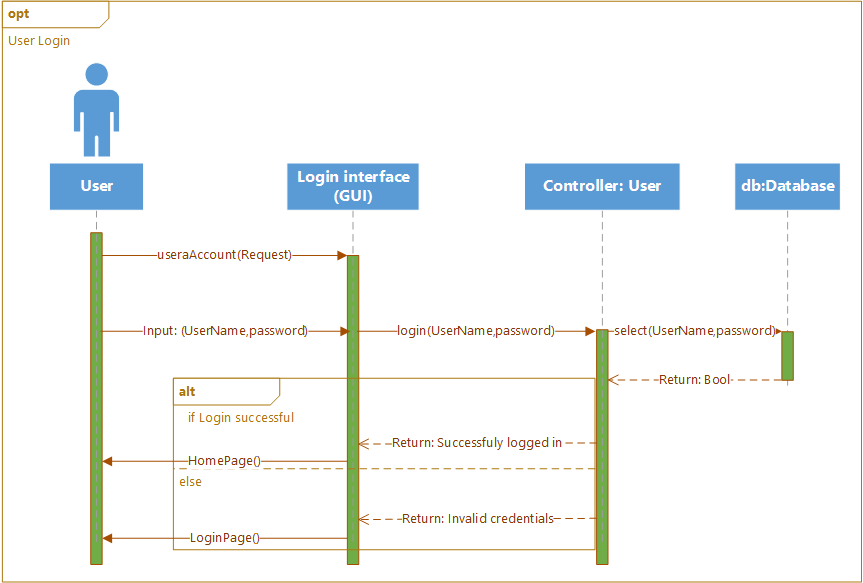 opt
User Login
User
Login interface
(GUI)
Controller: User
db:Database
useraAccount(Request)
Input: (UserName,password)
login(UserName,password)
select(UserName,password)
Return: Bool
alt
if Login successful
Return: Successfuly logged in
HomePage()
else
Return: Invalid credentials
LoginPage()